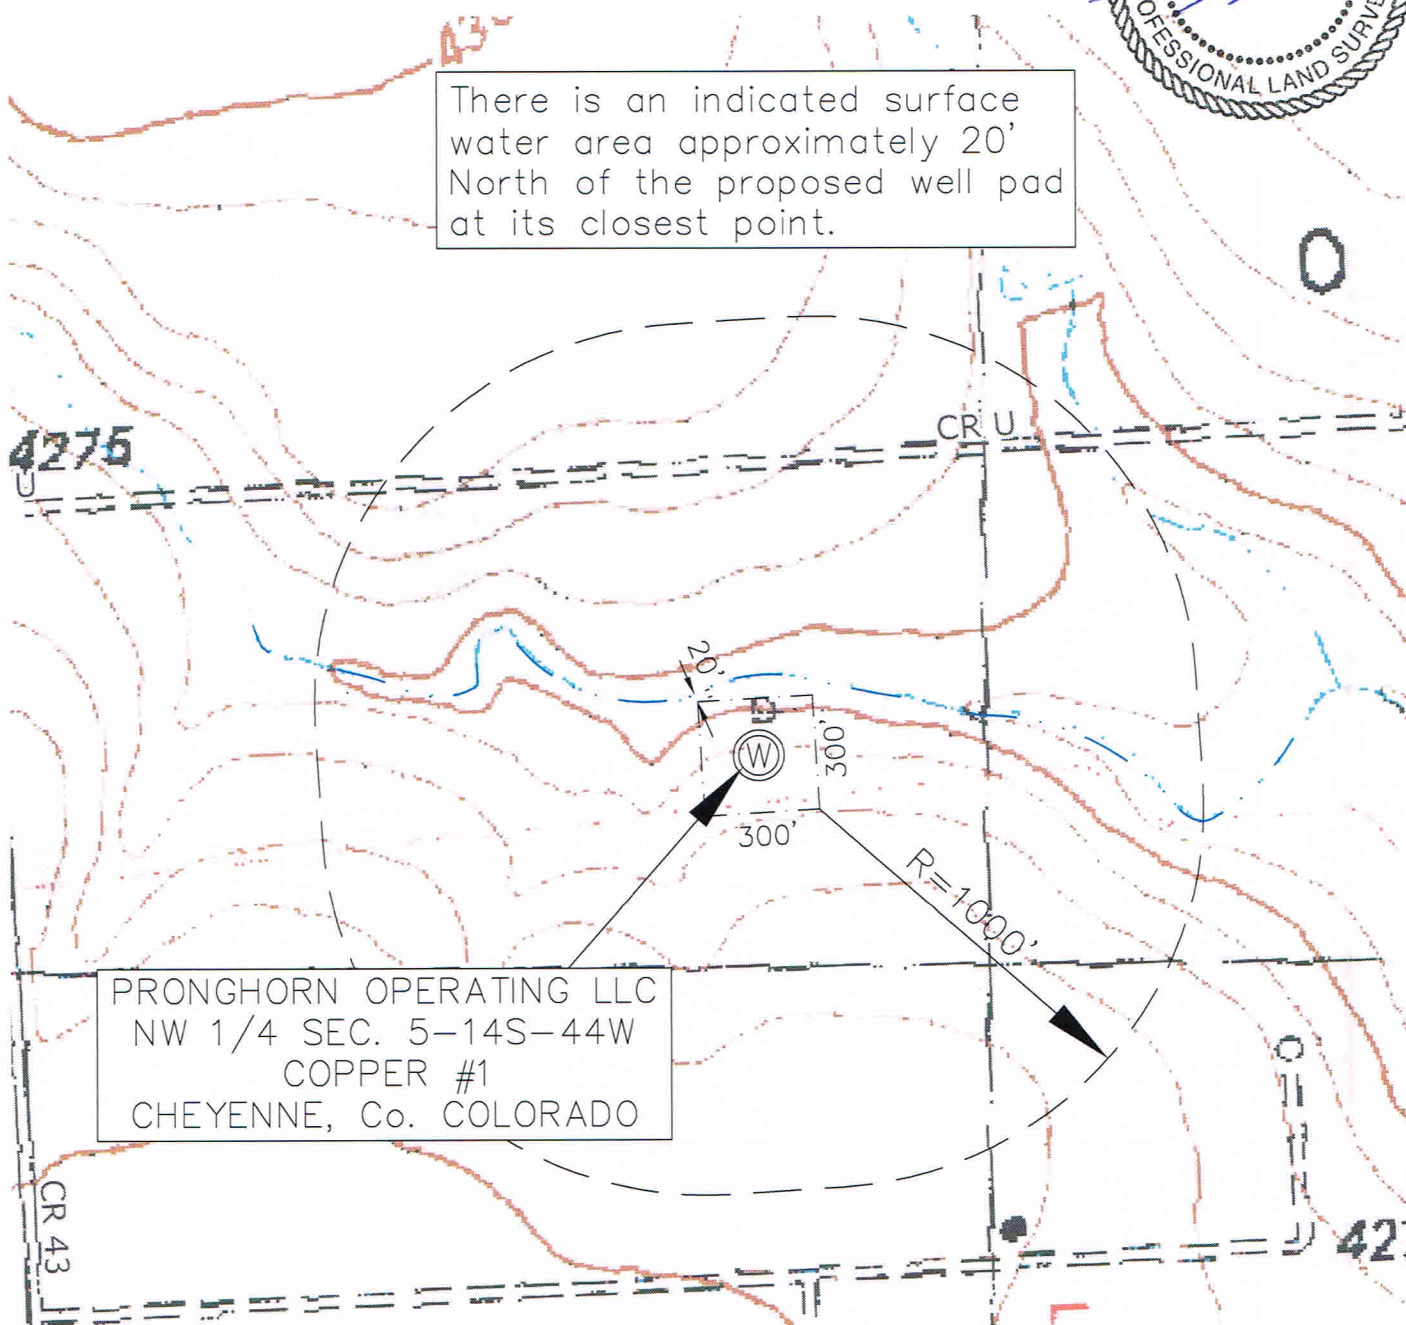 OFESSIONAL LAND SURVE
43
There is an indicated surface
water area approximately 20'
North of the proposed well pad
at its closest point.
O
CR U
4275
U
20'
D
W
300'
300'
R=1000'
PRONGHORN OPERATING LLC
NW 1/4 SEC. 5-14S-44W
COPPER #1
CHEYENNE, Co. COLORADO
CR 43
427
T